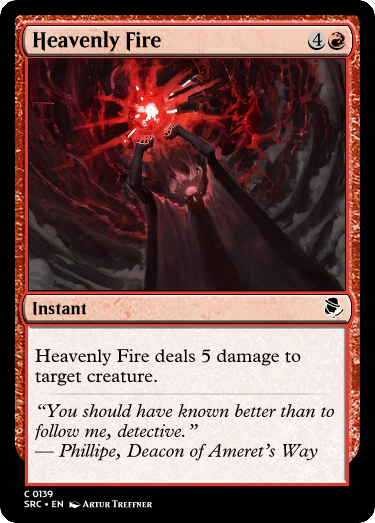 Heavenly Fire 4
Instant
Heavenly Fire deals 5 damage to
target creature.
“You should have known better than to
follow me, detective.”
— Phillipe, Deacon of Ameret’s Way
C 0139
SRC • EN Artur Treffner